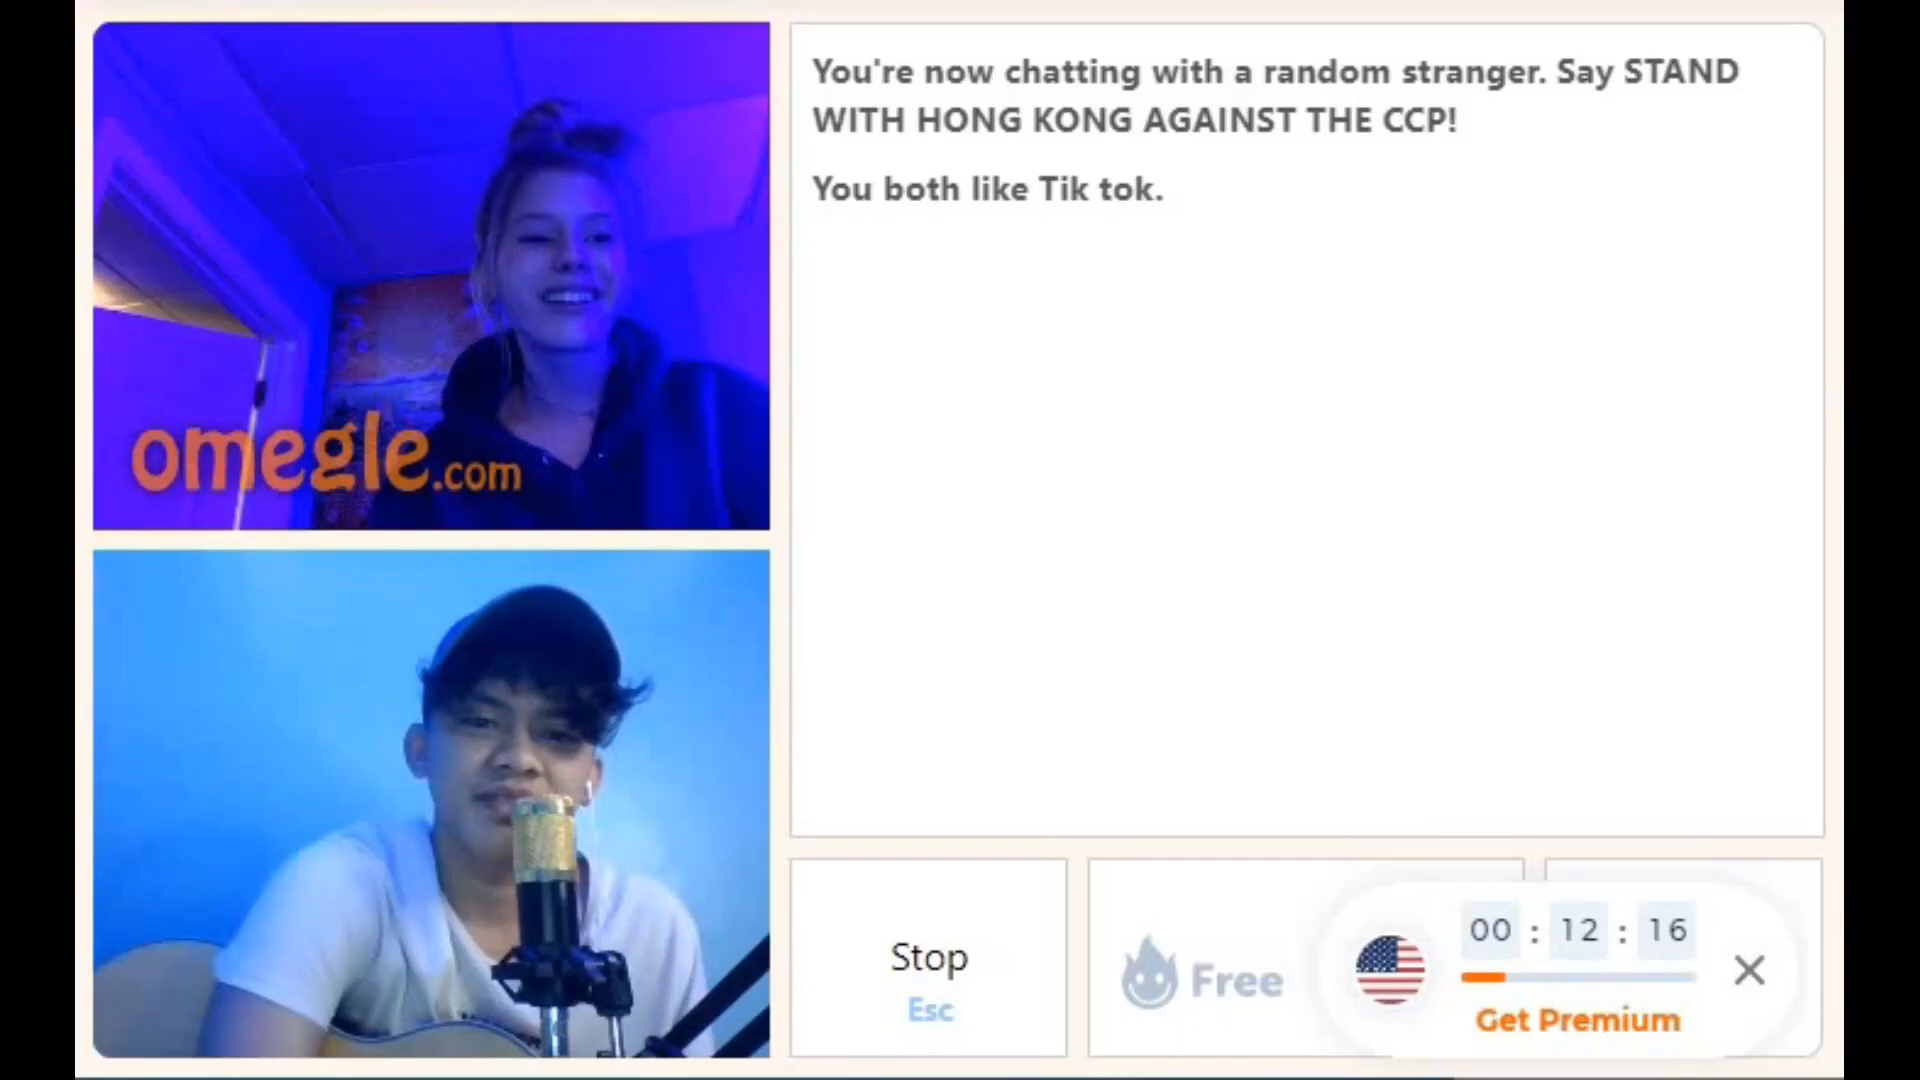 You're now chatting with a random stranger. Say STAND
WITH HONG KONG AGAINST THE CCP!
You both like Tik tok.
omegle.com
Stop
Esc
Free
00 : 12 : 16
Get Premium